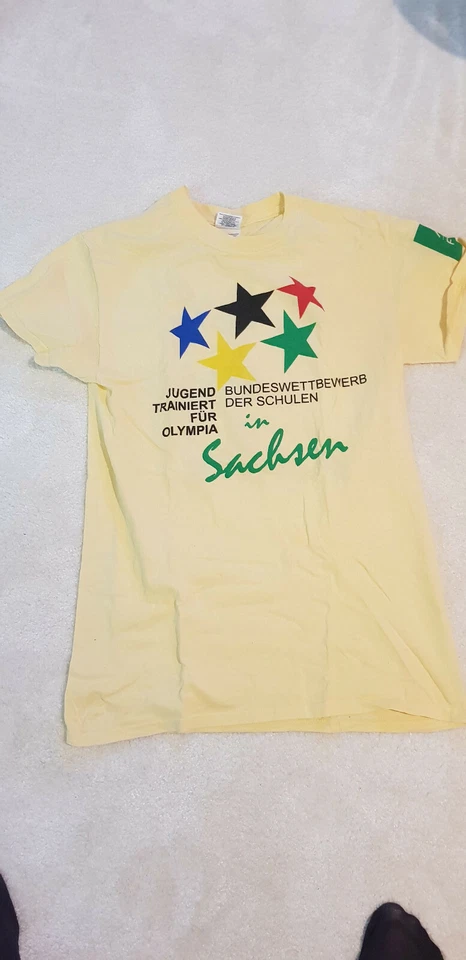 JUGEND
TRAINIERT
FÜR
OLYMPIA
BUNDESWETTBEWERB
DER SCHULEN
in
Sachsen